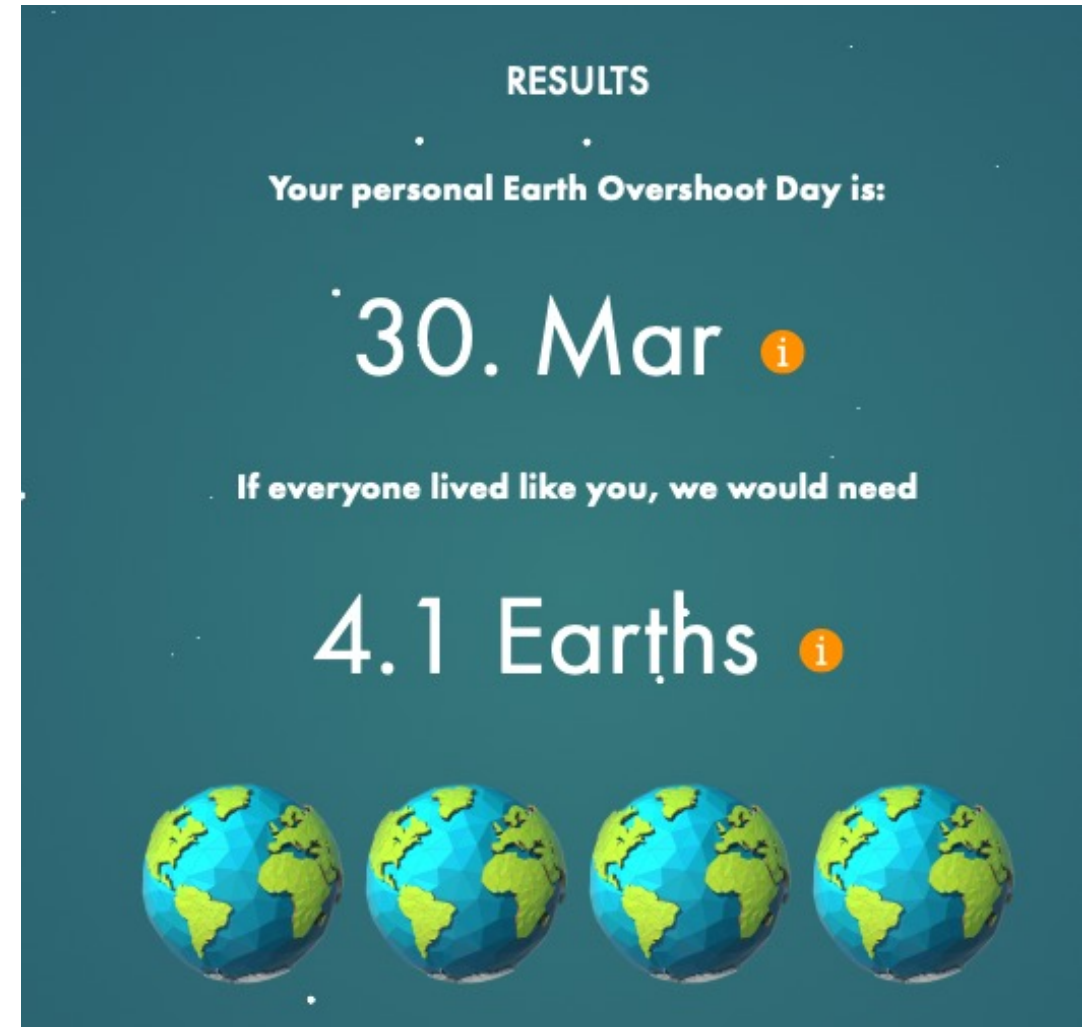 RESULTS
Your personal Earth Overshoot Day is:
30. Mar i
If everyone lived like you, we would need
4.1 Earths i